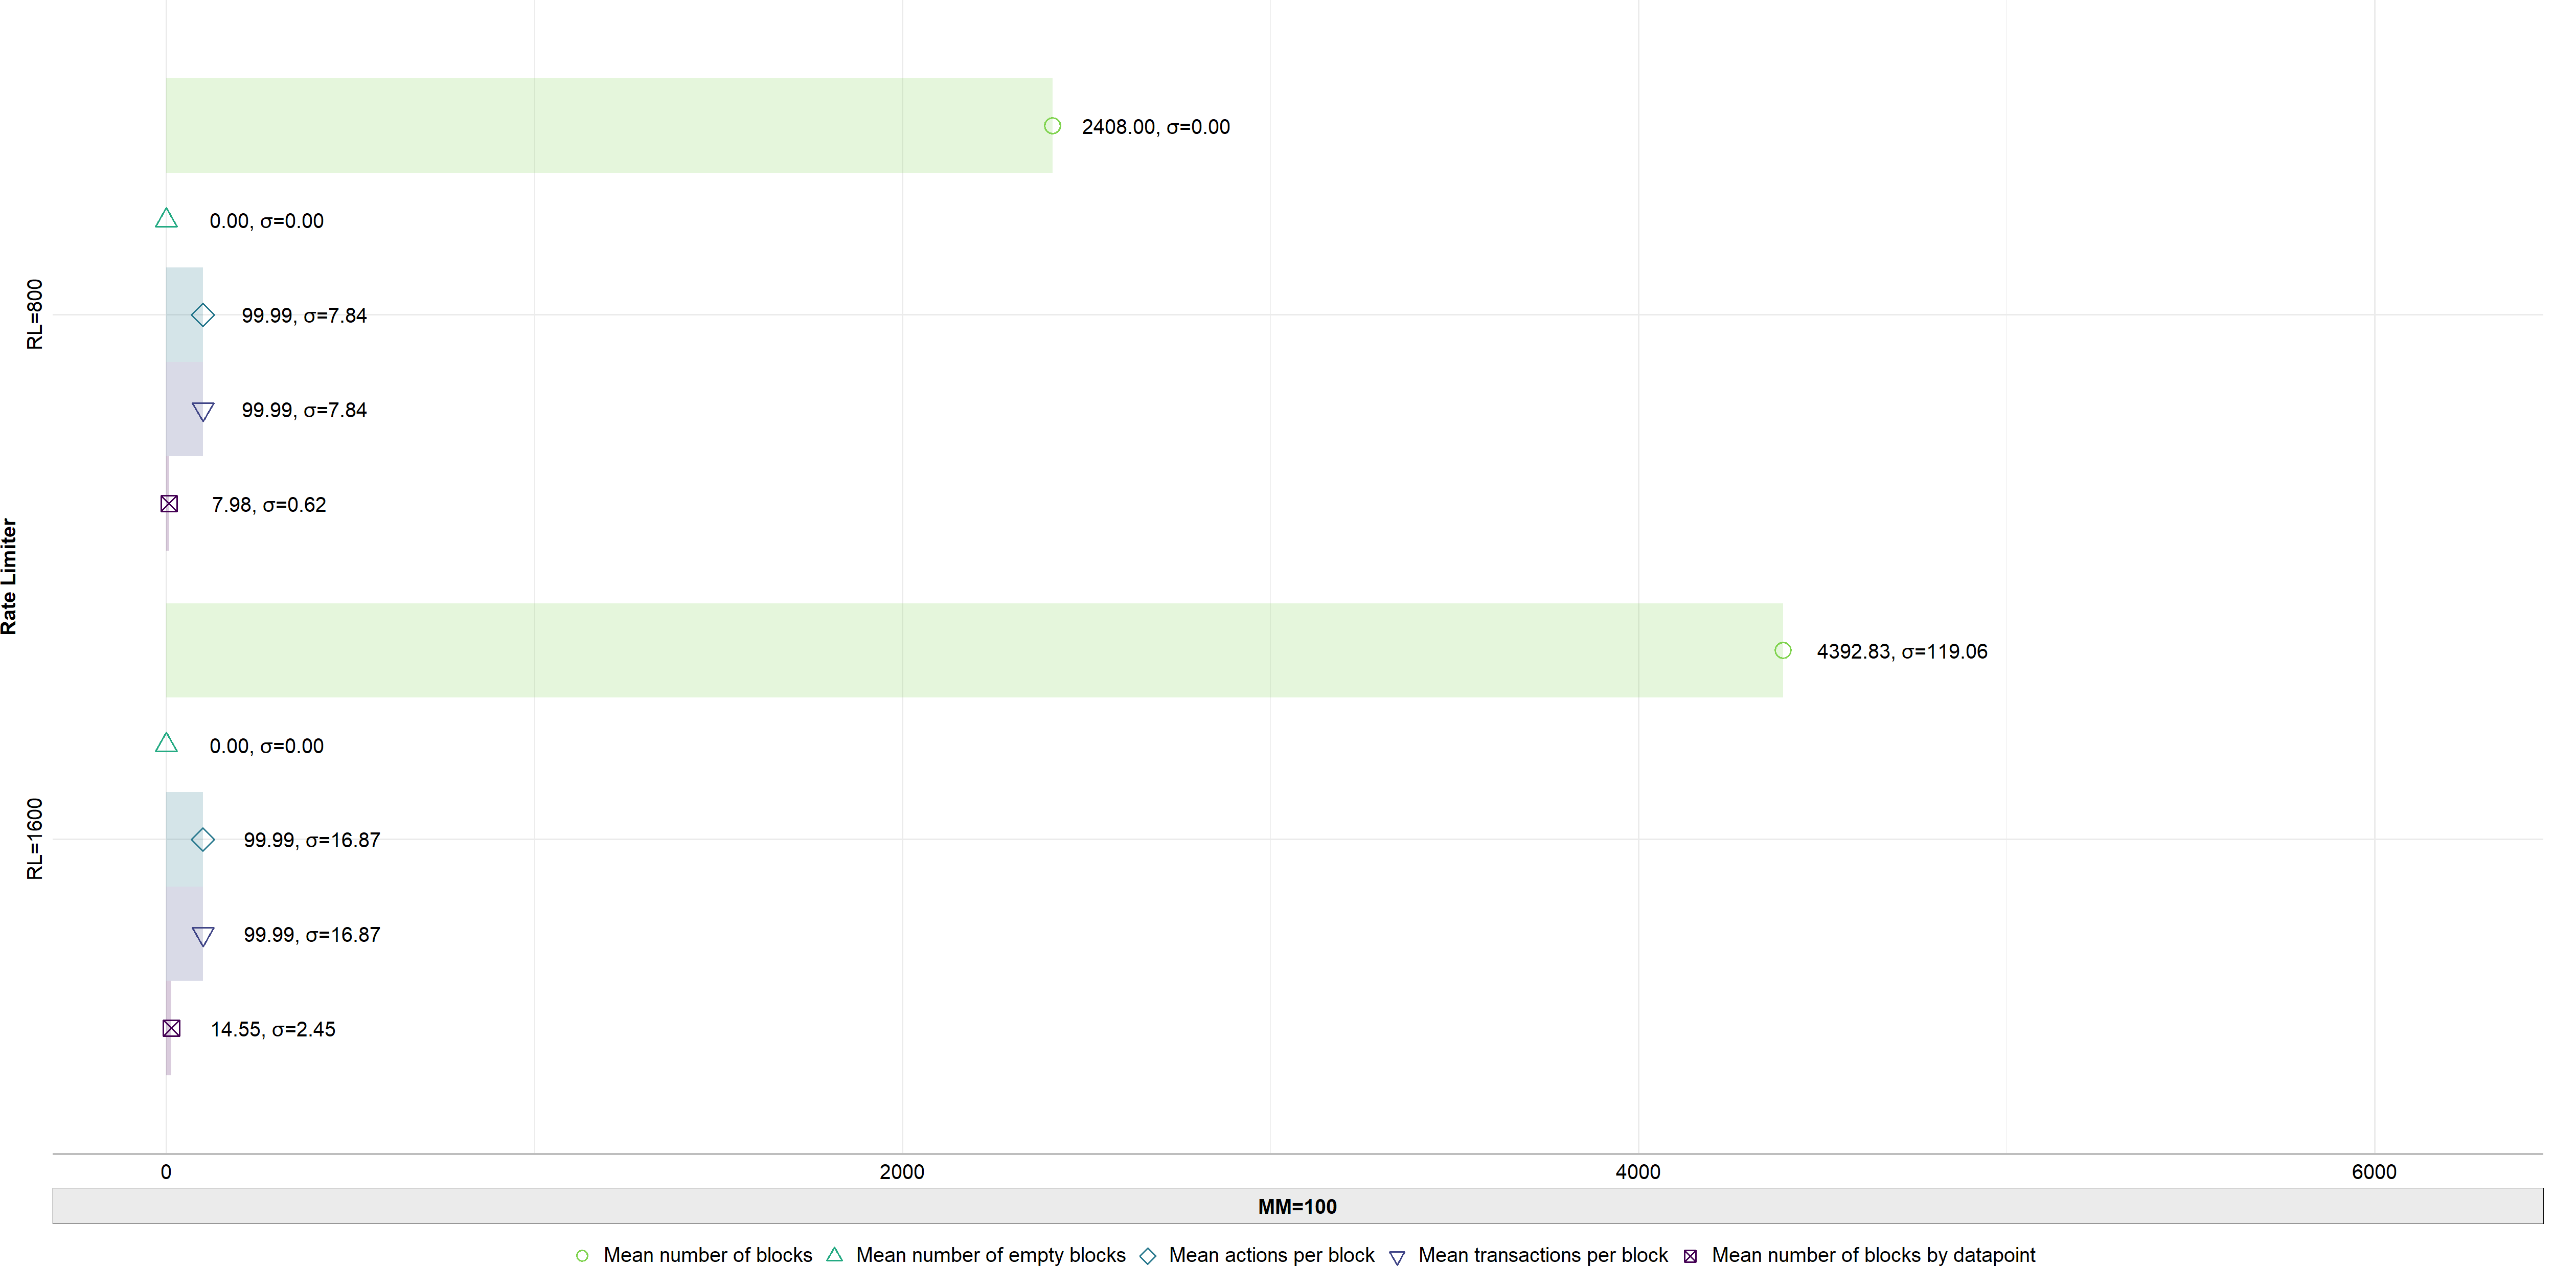 2408.00, σ=0.00
0.00, σ=0.00
RL=800
99.99, σ=7.84
99.99, σ=7.84
7.98, σ=0.62
Rate Limiter
4392.83, σ=119.06
0.00, σ=0.00
RL=1600
99.99, σ=16.87
99.99, σ=16.87
14.55, σ=2.45
0 2000 4000 6000
MM=100
Mean number of blocks Mean number of empty blocks Mean actions per block Mean transactions per block Mean number of blocks by datapoint